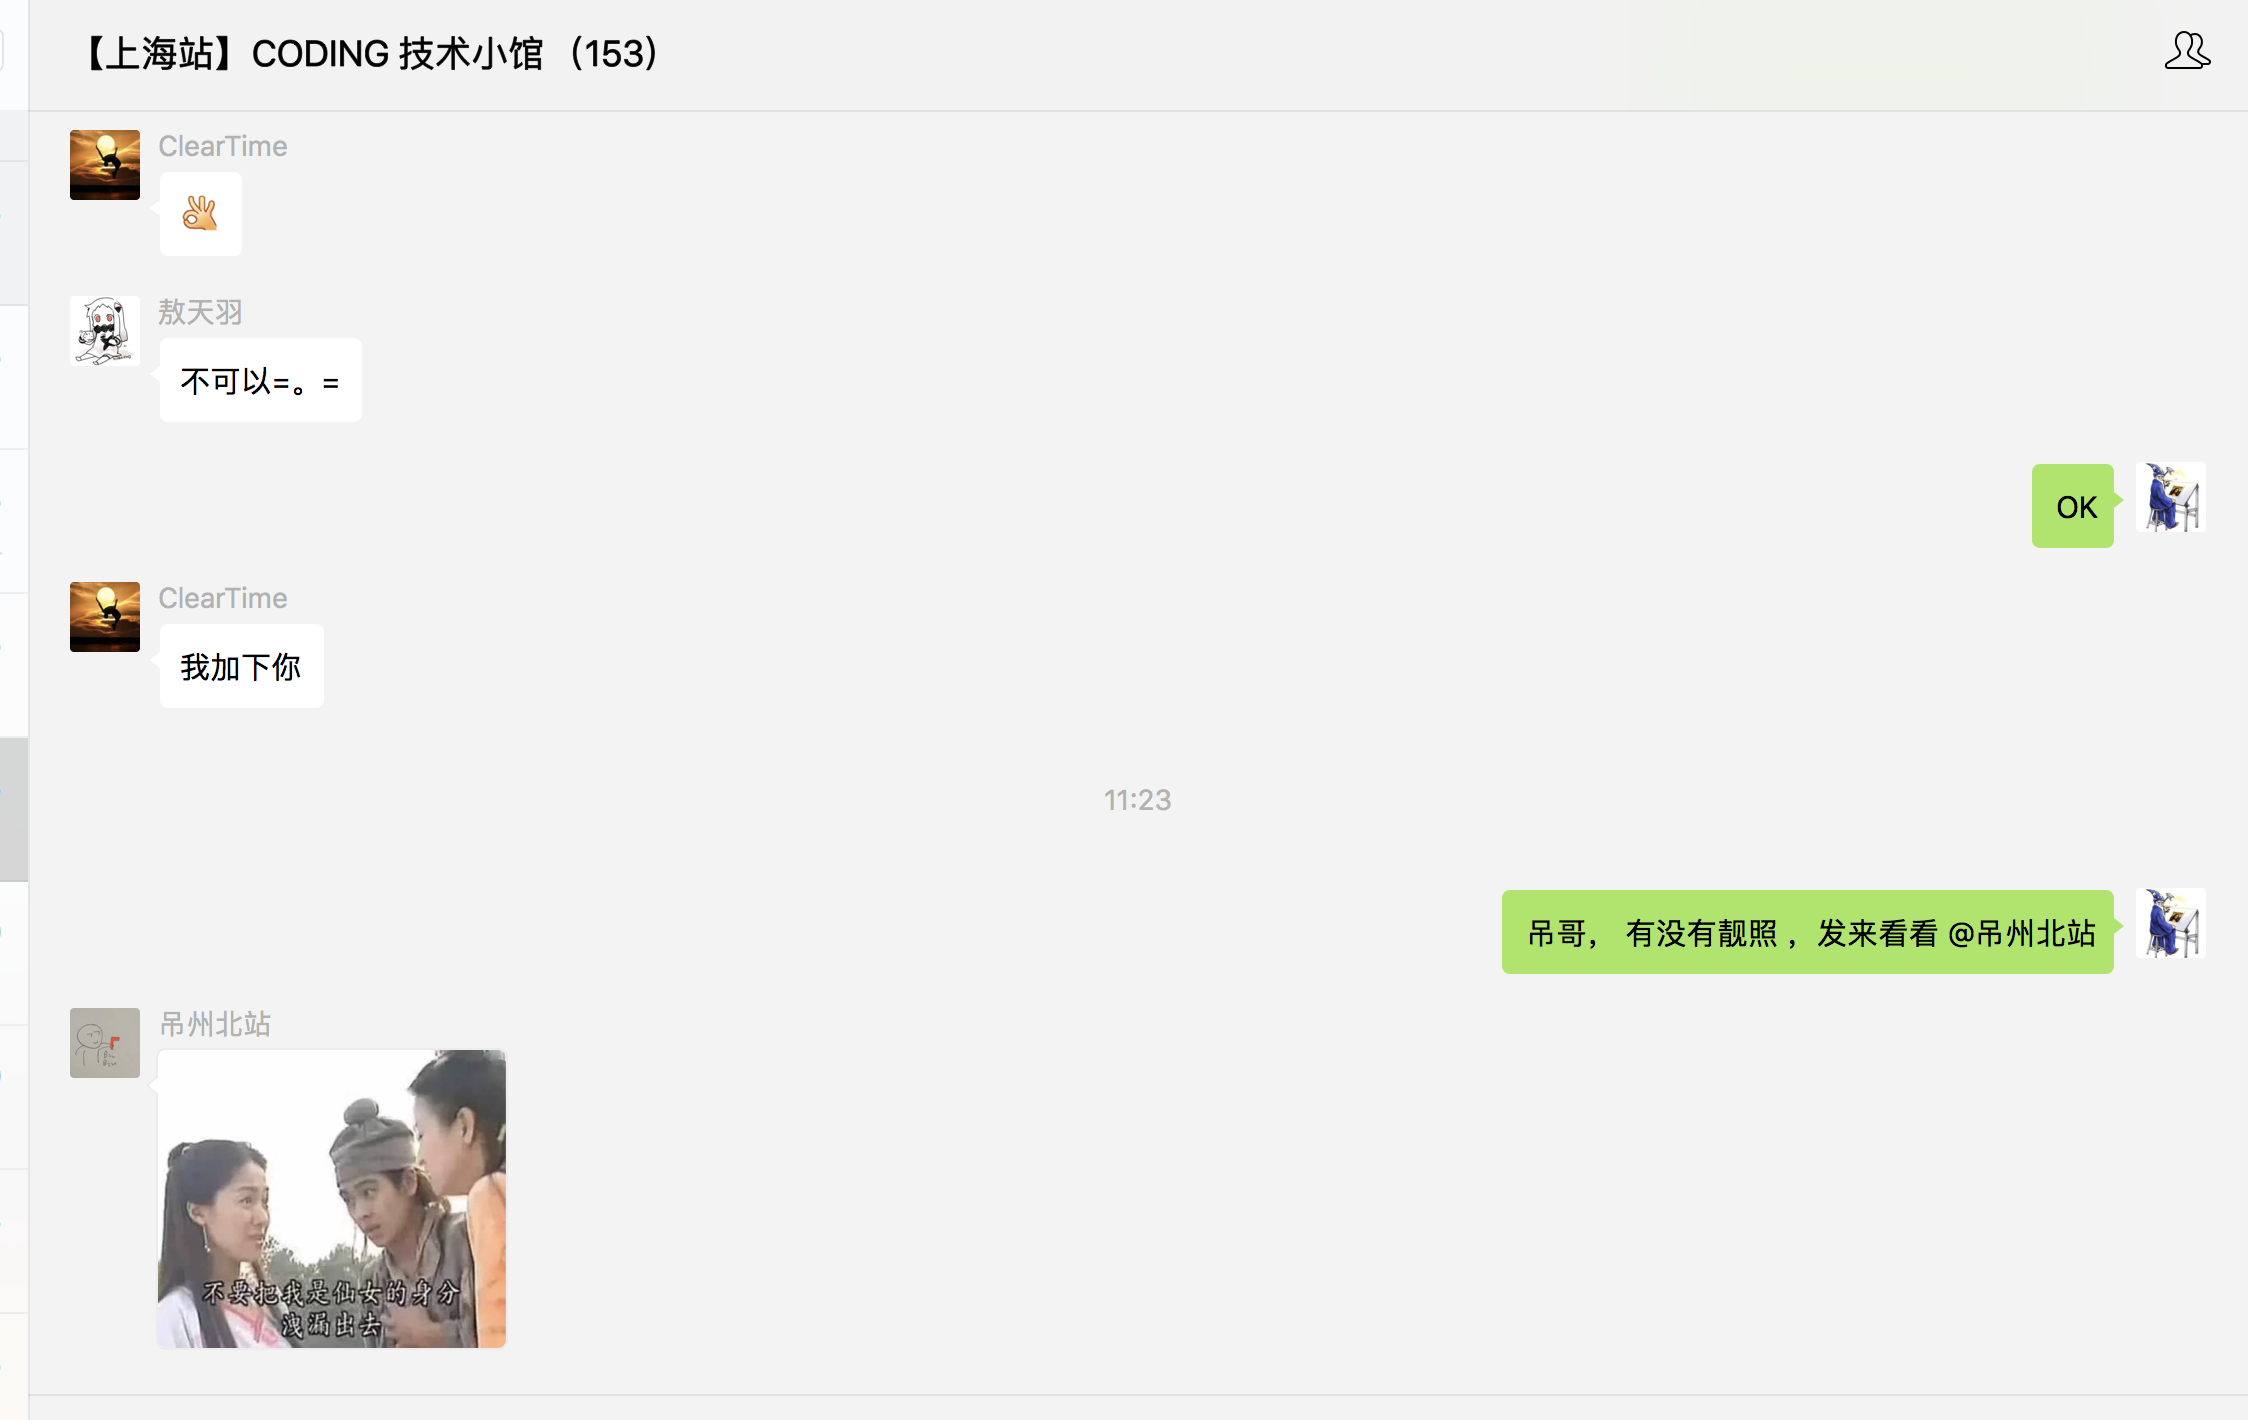 【上海站】CODING 技术小馆（153）
ClearTime
敖天羽
不可以=。=
OK
ClearTime
我加下你
11:23
吊哥， 有没有靓照 ，发来看看 @吊州北站
吊州北站
不要把我是仙女的身分
洩漏出去